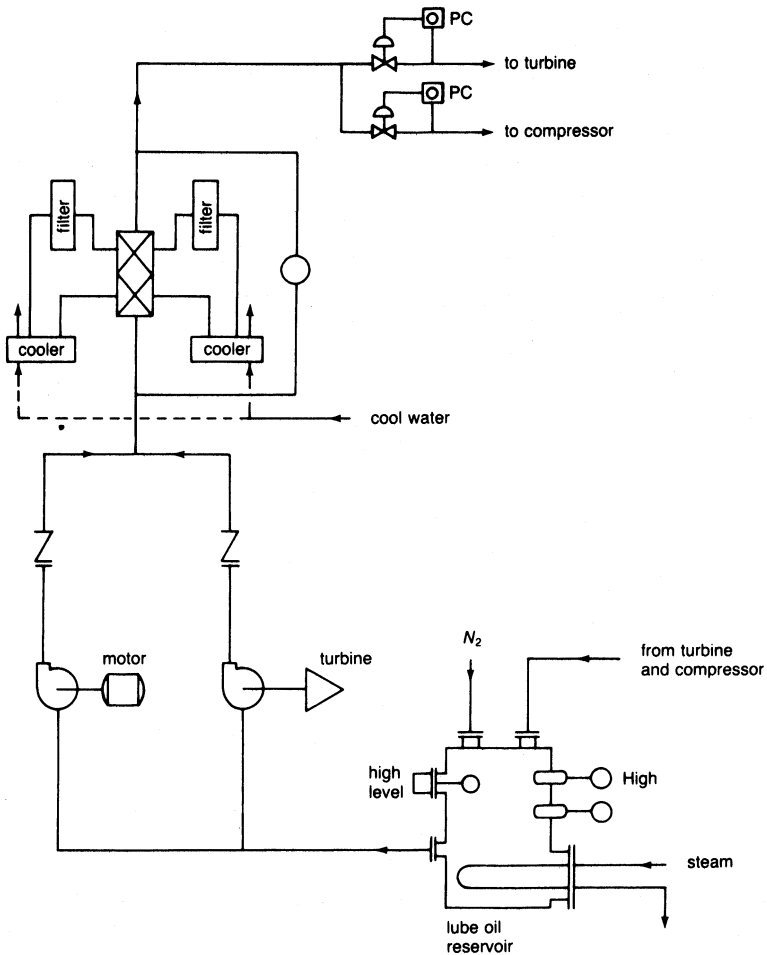 PC
to turbine
PC
to compressor
filter
filter
cooler
cooler
cool water
motor
turbine
N₂
from turbine
and compressor
high
level
High
steam
lube oil
reservoir